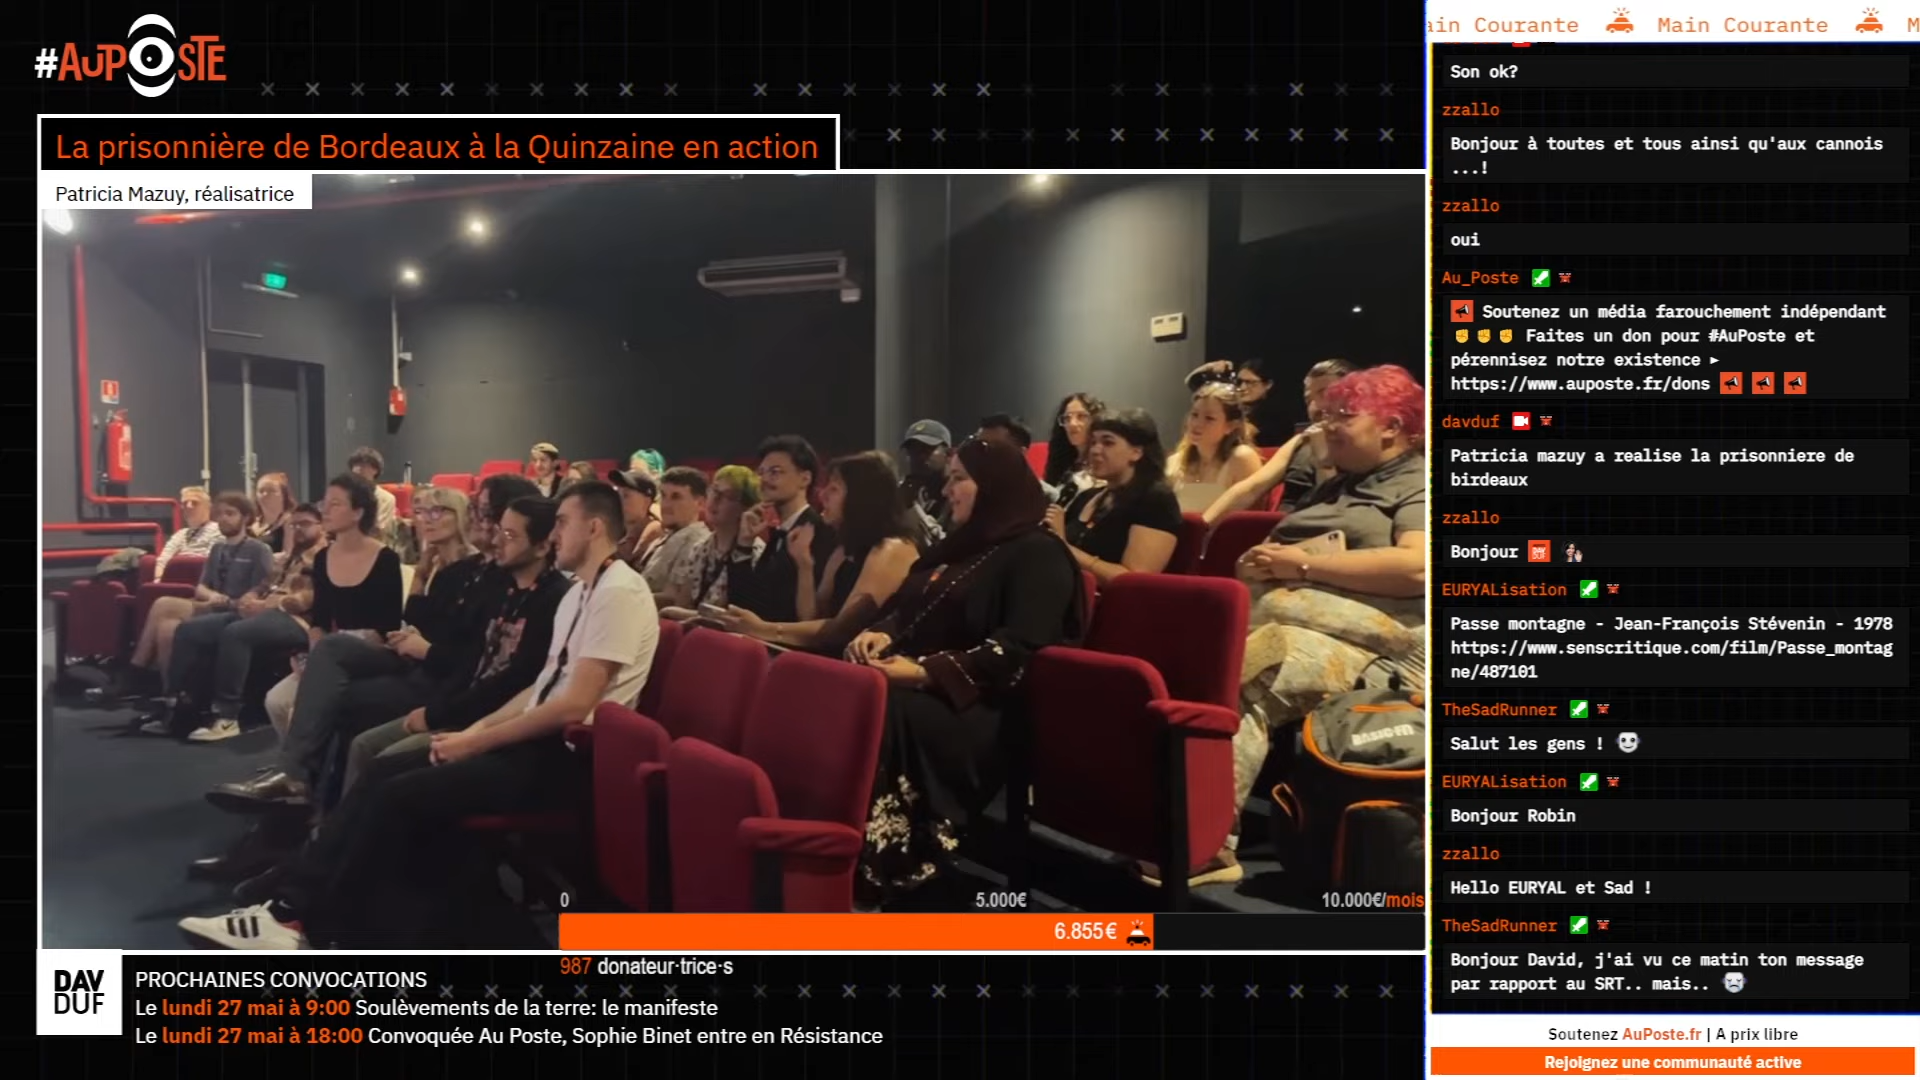 #AUPOSTE
La prisonnière de Bordeaux à la Quinzaine en action
Patricia Mazuy, réalisatrice
BASIC-FIT
0 5.000€ 10.000€/mois
6.855€
987 donateur·trice·s
DAV
DUF
PROCHAINES CONVOCATIONS
Le lundi 27 mai à 9:00 Soulèvements de la terre: le manifeste
Le lundi 27 mai à 18:00 Convoquée Au Poste, Sophie Binet entre en Résistance
ain Courante Main Courante M
Son ok?
zzallo
Bonjour à toutes et tous ainsi qu'aux cannois
...!
zzallo
oui
Au_Poste
Soutenez un média farouchement indépendant
Faites un don pour #AuPoste et
pérennisez notre existence ▸
https://www.auposte.fr/dons
davduf
Patricia mazuy a realise la prisonniere de
birdeaux
zzallo
Bonjour DAV DUF
EURYALisation
Passe montagne - Jean-François Stévenin - 1978
https://www.senscritique.com/film/Passe_montag
ne/487101
TheSadRunner
Salut les gens !
EURYALisation
Bonjour Robin
zzallo
Hello EURYAL et Sad !
TheSadRunner
Bonjour David, j'ai vu ce matin ton message
par rapport au SRT.. mais..
Soutenez AuPoste.fr | A prix libre
Rejoignez une communauté active